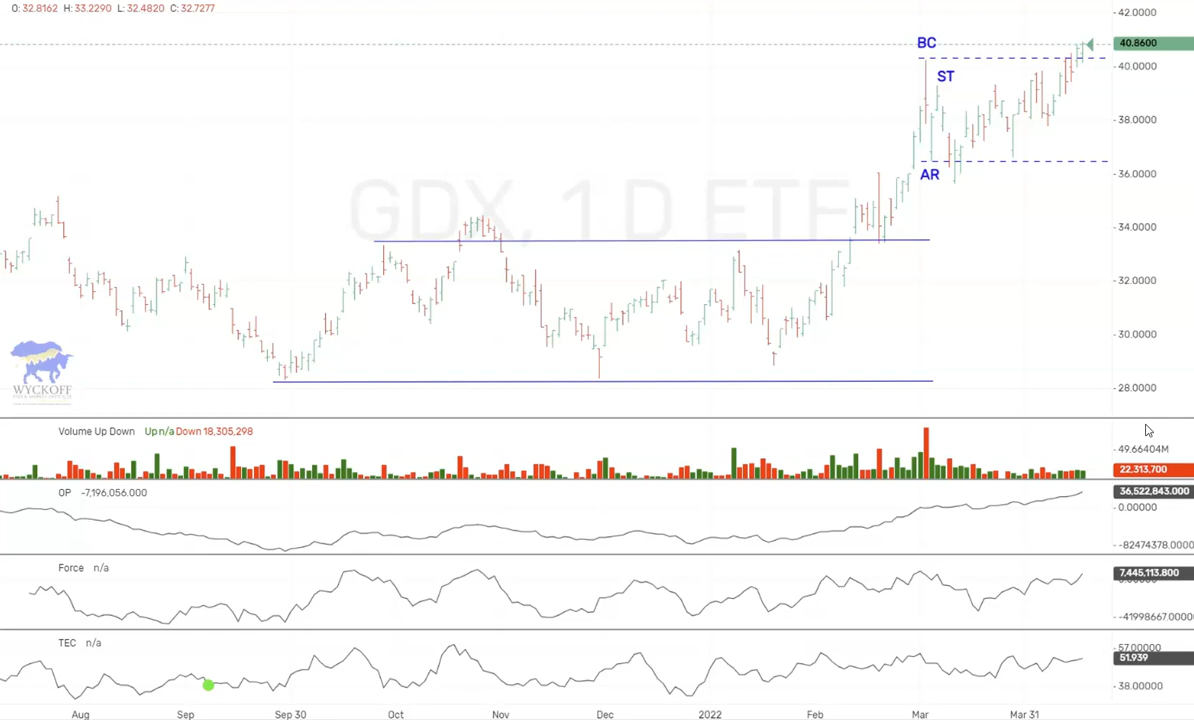 O: 32.8162 H: 33.2290 L: 32.4820 C: 32.7277
42.0000
BC
40.8600
40.0000
ST
38.0000
AR
36.0000
GDX, 1D ETF
34.0000
32.0000
30.0000
WYCKOFF
28.0000
Volume Up Down Up n/a Down 18,305,298
49.66404M
22.313.700
OP -7,196,056.000
36,522,843.000
0.00000
-82474378.0000
Force n/a
7,445,113.800
-41998667.0000
TEC n/a
57.00000
51.939
38.00000
Aug Sep Sep 30 Oct Nov Dec 2022 Feb Mar Mar 31